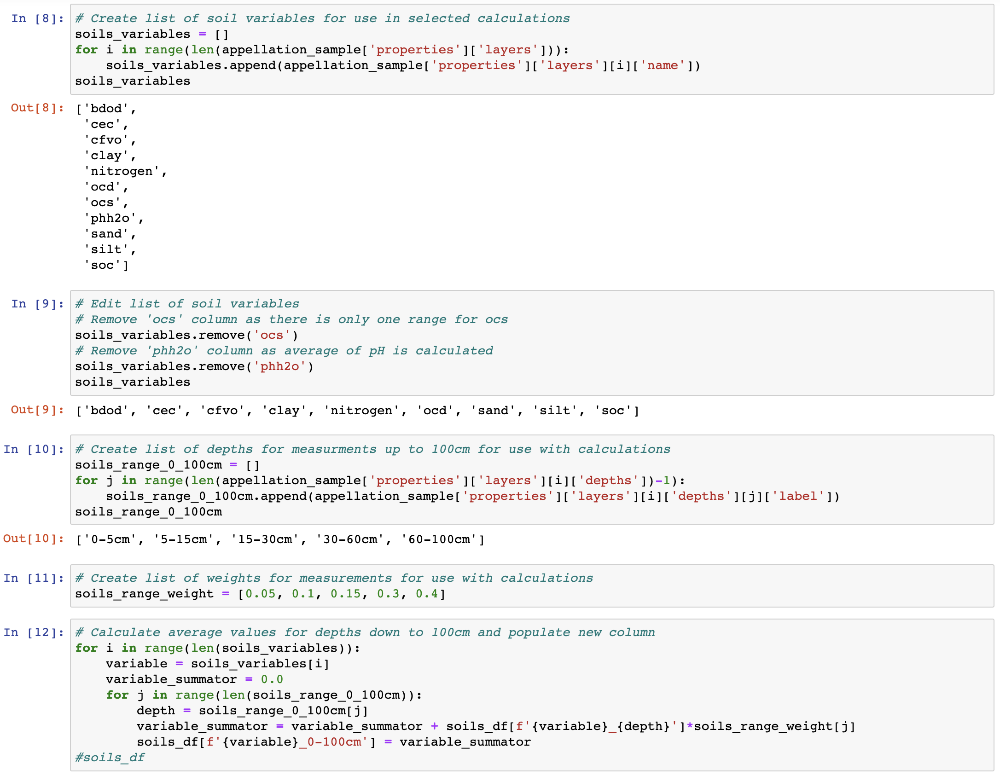 In [8]: # Create list of soil variables for use in selected calculations
soils_variables = []
for i in range(len(appellation_sample['properties']['layers'])):
    soils_variables.append(appellation_sample['properties']['layers'][i]['name'])
soils_variables
Out[8]: ['bdod',
 'cec',
 'cfvo',
 'clay',
 'nitrogen',
 'ocd',
 'ocs',
 'phh2o',
 'sand',
 'silt',
 'soc']
In [9]: # Edit list of soil variables
# Remove 'ocs' column as there is only one range for ocs
soils_variables.remove('ocs')
# Remove 'phh2o' column as average of pH is calculated
soils_variables.remove('phh2o')
soils_variables
Out[9]: ['bdod', 'cec', 'cfvo', 'clay', 'nitrogen', 'ocd', 'sand', 'silt', 'soc']
In [10]: # Create list of depths for measurments up to 100cm for use with calculations
soils_range_0_100cm = []
for j in range(len(appellation_sample['properties']['layers'][i]['depths'])-1):
    soils_range_0_100cm.append(appellation_sample['properties']['layers'][i]['depths'][j]['label'])
soils_range_0_100cm
Out[10]: ['0-5cm', '5-15cm', '15-30cm', '30-60cm', '60-100cm']
In [11]: # Create list of weights for measurements for use with calculations
soils_range_weight = [0.05, 0.1, 0.15, 0.3, 0.4]
In [12]: # Calculate average values for depths down to 100cm and populate new column
for i in range(len(soils_variables)):
    variable = soils_variables[i]
    variable_summator = 0.0
    for j in range(len(soils_range_0_100cm)):
        depth = soils_range_0_100cm[j]
        variable_summator = variable_summator + soils_df[f'{variable}_{depth}']*soils_range_weight[j]
        soils_df[f'{variable}_0-100cm'] = variable_summator
#soils_df